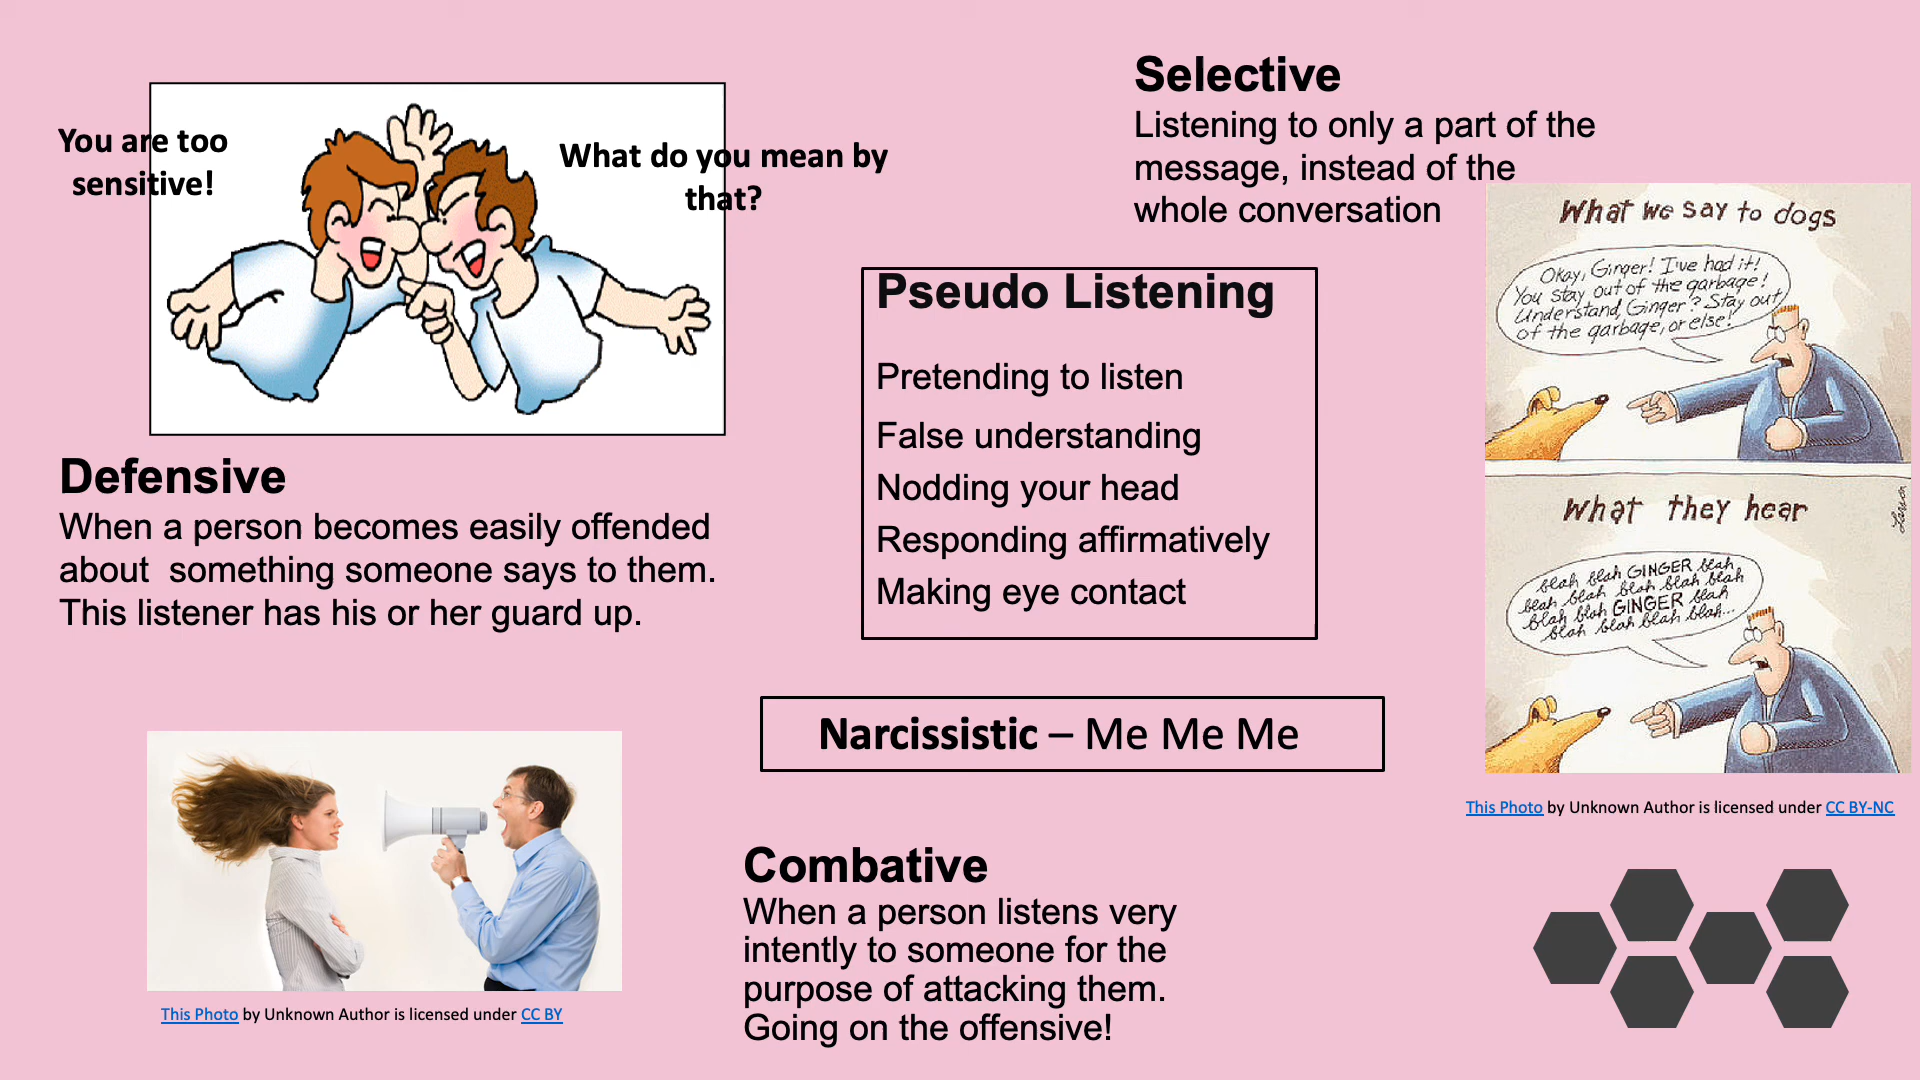 You are too
sensitive!
What do you mean by
that?
Defensive
When a person becomes easily offended
about  something someone says to them.
This listener has his or her guard up.
This Photo by Unknown Author is licensed under CC BY
Selective
Listening to only a part of the
message, instead of the
whole conversation
Pseudo Listening
Pretending to listen
False understanding
Nodding your head
Responding affirmatively
Making eye contact
Narcissistic – Me Me Me
Combative
When a person listens very
intently to someone for the
purpose of attacking them.
Going on the offensive!
What we say to dogs
Okay, Ginger! I've had it!
You stay out of the garbage!
Understand, Ginger? Stay out
of the garbage, or else!
What they hear
blah blah GINGER blah
blah blah blah blah blah
blah blah GINGER blah
blah blah blah blah...
Larson
This Photo by Unknown Author is licensed under CC BY-NC